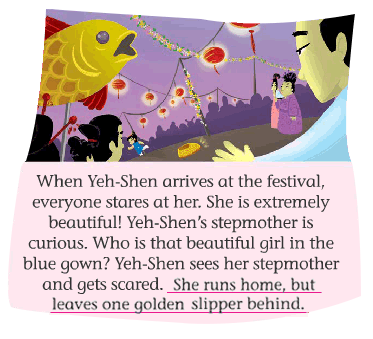 When Yeh-Shen arrives at the festival,
everyone stares at her. She is extremely
beautiful! Yeh-Shen’s stepmother is
curious. Who is that beautiful girl in the
blue gown? Yeh-Shen sees her stepmother
and gets scared. She runs home, but
leaves one golden slipper behind.